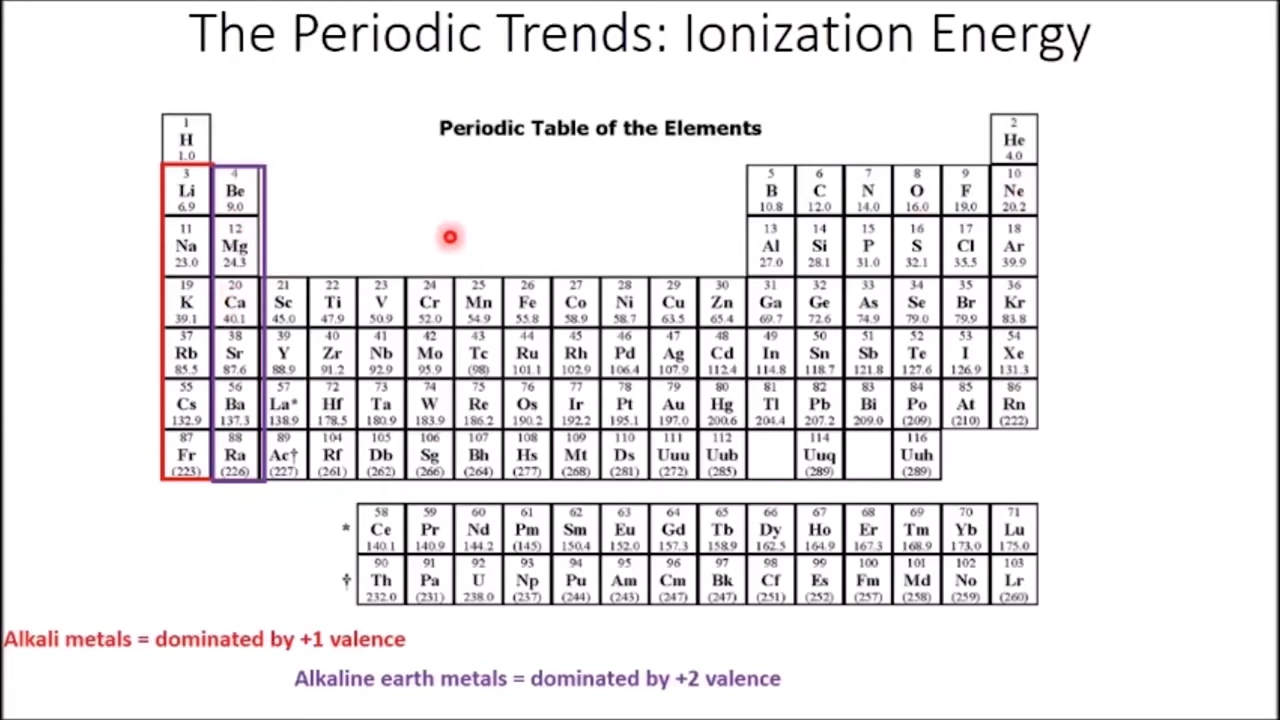 The Periodic Trends: Ionization Energy
Periodic Table of the Elements
1 2
H He
1.0 4.0
3 4 5 6 7 8 9 10
Li Be B C N O F Ne
6.9 9.0 10.8 12.0 14.0 16.0 19.0 20.2
11 12 13 14 15 16 17 18
Na Mg Al Si P S Cl Ar
23.0 24.3 27.0 28.1 31.0 32.1 35.5 39.9
19 20 21 22 23 24 25 26 27 28 29 30 31 32 33 34 35 36
K Ca Sc Ti V Cr Mn Fe Co Ni Cu Zn Ga Ge As Se Br Kr
39.1 40.1 45.0 47.9 50.9 52.0 54.9 55.8 58.9 58.7 63.5 65.4 69.7 72.6 74.9 79.0 79.9 83.8
37 38 39 40 41 42 43 44 45 46 47 48 49 50 51 52 53 54
Rb Sr Y Zr Nb Mo Tc Ru Rh Pd Ag Cd In Sn Sb Te I Xe
85.5 87.6 88.9 91.2 92.9 95.9 (98) 101.1 102.9 106.4 107.9 112.4 114.8 118.7 121.8 127.6 126.9 131.3
55 56 57 72 73 74 75 76 77 78 79 80 81 82 83 84 85 86
Cs Ba La* Hf Ta W Re Os Ir Pt Au Hg Tl Pb Bi Po At Rn
132.9 137.3 138.9 178.5 180.9 183.9 186.2 190.2 192.2 195.1 197.0 200.6 204.4 207.2 209.0 (209) (210) (222)
87 88 89 104 105 106 107 108 109 110 111 112 114 116
Fr Ra Ac† Rf Db Sg Bh Hs Mt Ds Uuu Uub Uuq Uuh
(223) (226) (227) (261) (262) (266) (264) (277) (268) (281) (272) (285) (289) (289)
58 59 60 61 62 63 64 65 66 67 68 69 70 71
* Ce Pr Nd Pm Sm Eu Gd Tb Dy Ho Er Tm Yb Lu
140.1 140.9 144.2 (145) 150.4 152.0 157.3 158.9 162.5 164.9 167.3 168.9 173.0 175.0
90 91 92 93 94 95 96 97 98 99 100 101 102 103
† Th Pa U Np Pu Am Cm Bk Cf Es Fm Md No Lr
232.0 (231) 238.0 (237) (244) (243) (247) (247) (251) (252) (257) (258) (259) (260)
Alkali metals = dominated by +1 valence
Alkaline earth metals = dominated by +2 valence